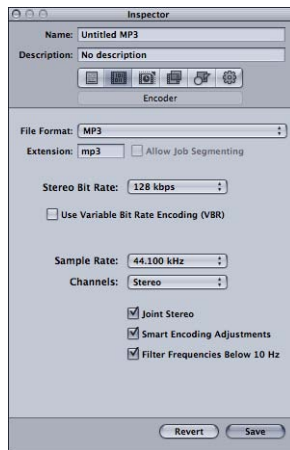 Inspector
Name: Untitled MP3
Description: No description
Encoder
File Format: MP3
Extension: mp3 Allow Job Segmenting
Stereo Bit Rate: 128 kbps
Use Variable Bit Rate Encoding (VBR)
Sample Rate: 44.100 kHz
Channels: Stereo
Joint Stereo
Smart Encoding Adjustments
Filter Frequencies Below 10 Hz
Revert Save